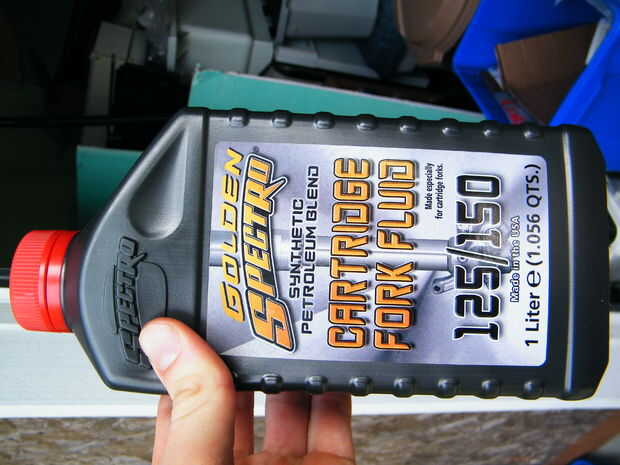 SPECTRO
GOLDEN
SPECTRO
SYNTHETIC
PETROLEUM BLEND
CARTRIDGE
FORK FLUID
Made especially
for cartridge forks.
125/150
Made in the USA
1 Liter ℮ (1.056 QTS.)